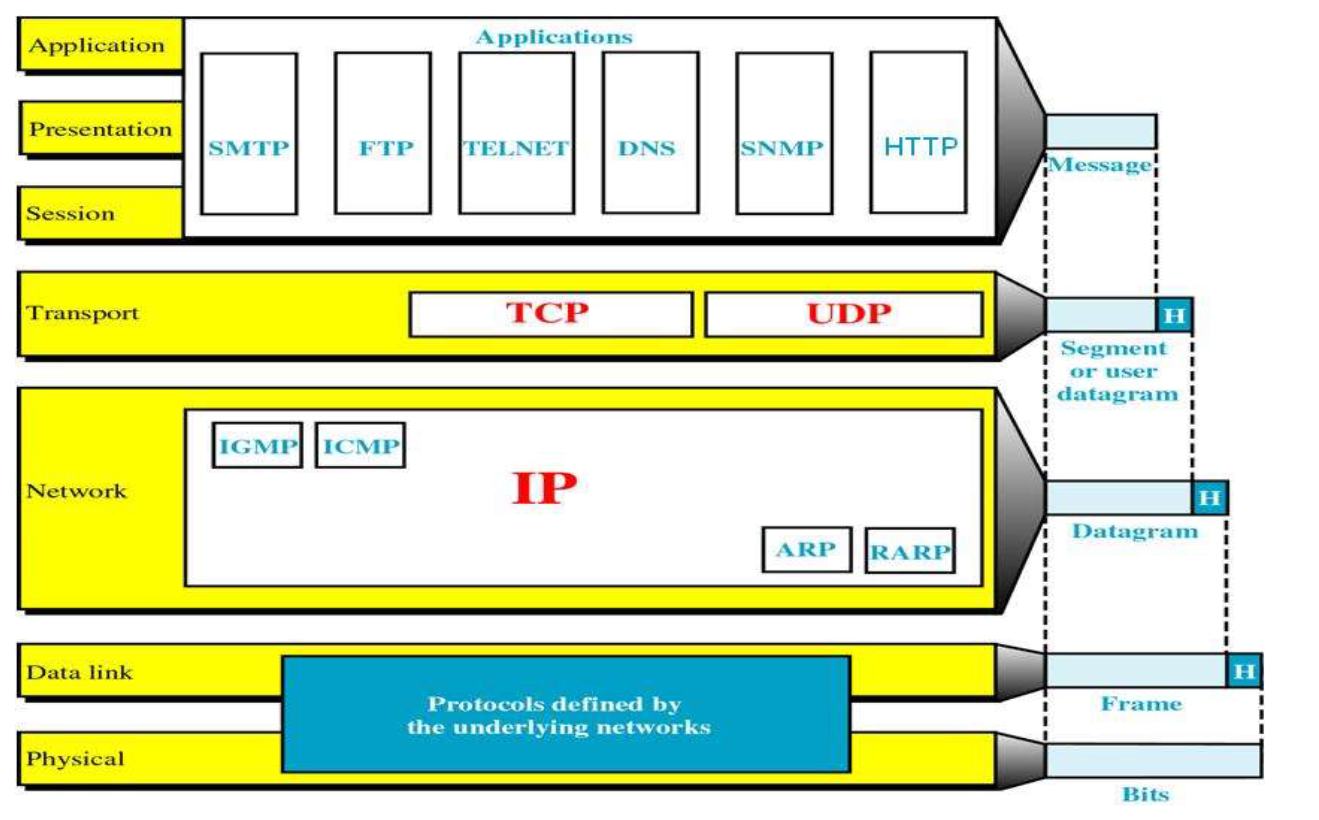 Application
Applications
Presentation
SMTP
FTP
TELNET
DNS
SNMP
HTTP
Message
Session
Transport
TCP
UDP
H
Segment
or user
datagram
Network
IGMP
ICMP
IP
ARP
RARP
H
Datagram
Data link
H
Frame
Protocols defined by
the underlying networks
Physical
Bits